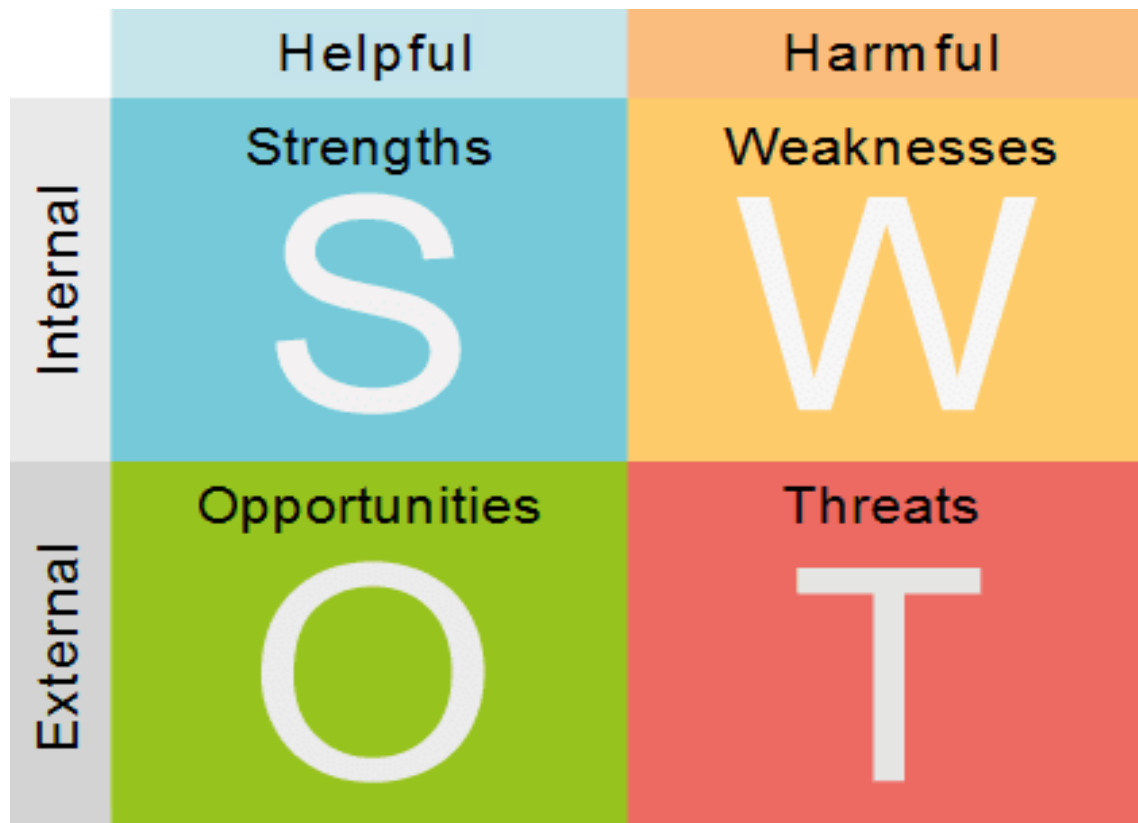 Helpful
Harmful
Internal
Strengths
S
Weaknesses
W
External
Opportunities
O
Threats
T